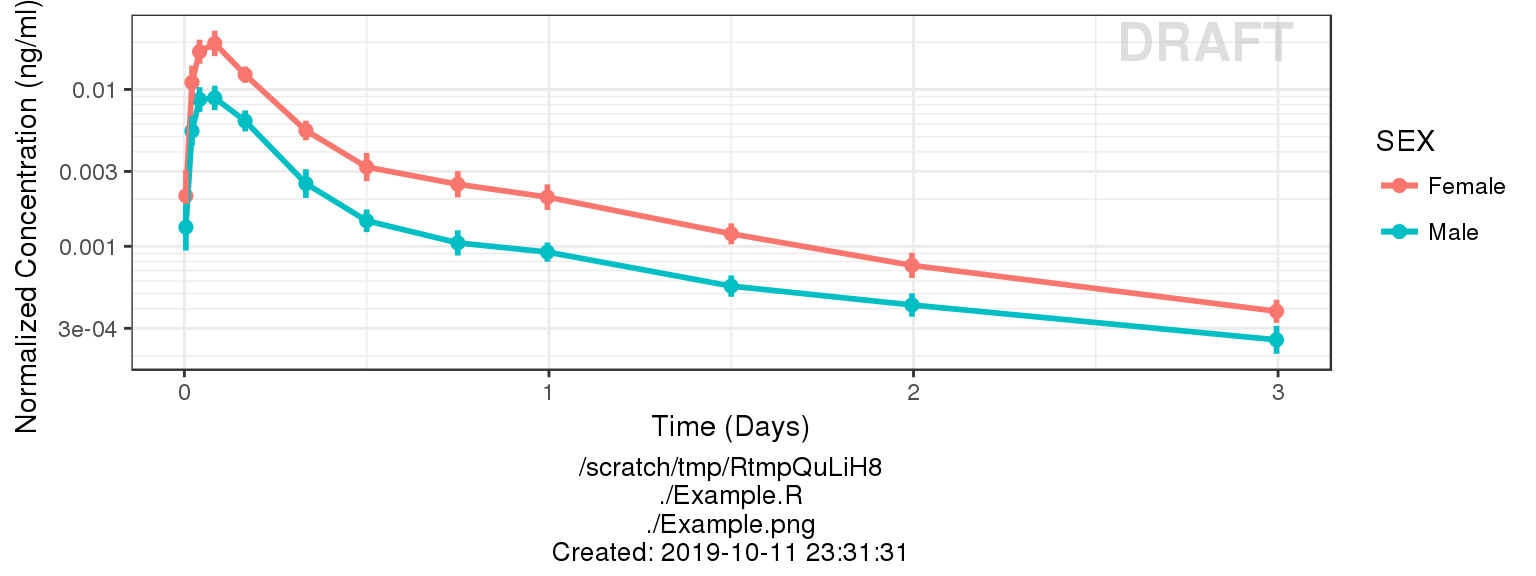 DRAFT
Normalized Concentration (ng/ml)
0.01
0.003
0.001
3e-04
0
1
2
3
Time (Days)
SEX
Female
Male
/scratch/tmp/RtmpQuLiH8
./Example.R
./Example.png
Created: 2019-10-11 23:31:31